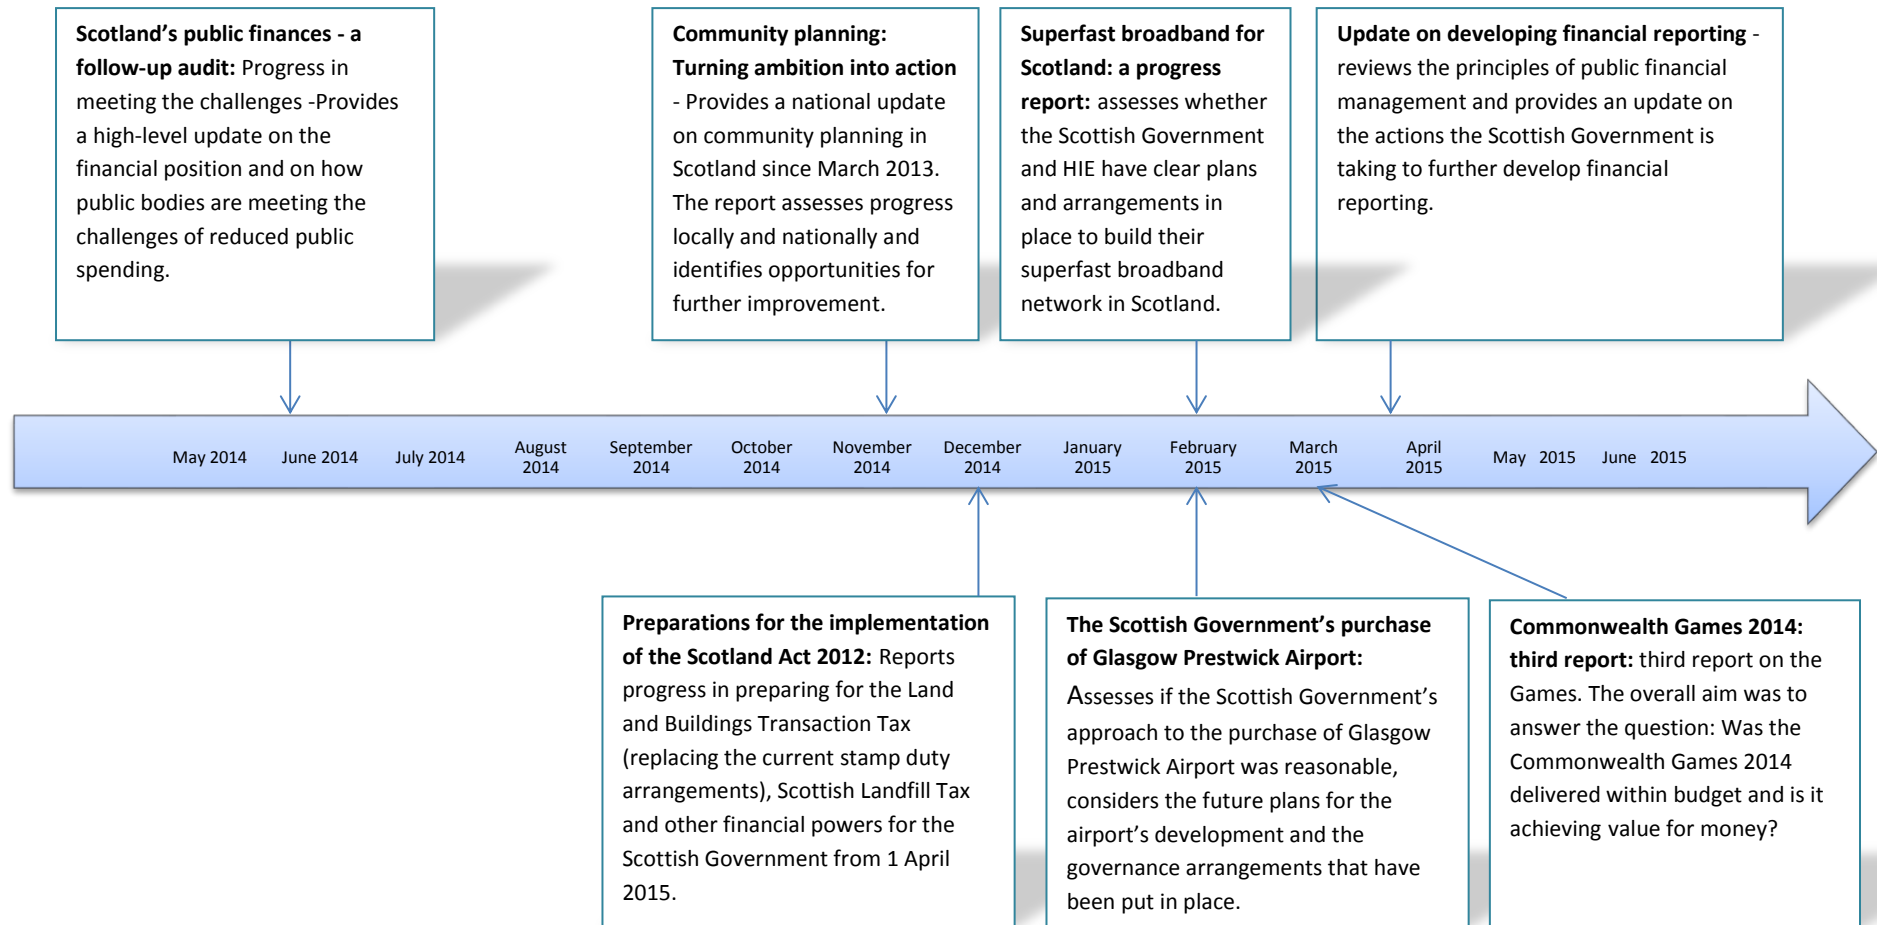 Scotland's public finances - a
follow-up audit: Progress in
meeting the challenges -Provides
a high-level update on the
financial position and on how
public bodies are meeting the
challenges of reduced public
spending.
Community planning:
Turning ambition into action
- Provides a national update
on community planning in
Scotland since March 2013.
The report assesses progress
locally and nationally and
identifies opportunities for
further improvement.
Superfast broadband for
Scotland: a progress
report: assesses whether
the Scottish Government
and HIE have clear plans
and arrangements in
place to build their
superfast broadband
network in Scotland.
Update on developing financial reporting -
reviews the principles of public financial
management and provides an update on
the actions the Scottish Government is
taking to further develop financial
reporting.
May 2014
June 2014
July 2014
August
2014
September
2014
October
2014
November
2014
December
2014
January
2015
February
2015
March
2015
April
2015
May 2015
June 2015
Preparations for the implementation
of the Scotland Act 2012: Reports
progress in preparing for the Land
and Buildings Transaction Tax
(replacing the current stamp duty
arrangements), Scottish Landfill Tax
and other financial powers for the
Scottish Government from 1 April
2015.
The Scottish Government's purchase
of Glasgow Prestwick Airport:
Assesses if the Scottish Government's
approach to the purchase of Glasgow
Prestwick Airport was reasonable,
considers the future plans for the
airport's development and the
governance arrangements that have
been put in place.
Commonwealth Games 2014:
third report: third report on the
Games. The overall aim was to
answer the question: Was the
Commonwealth Games 2014
delivered within budget and is it
achieving value for money?